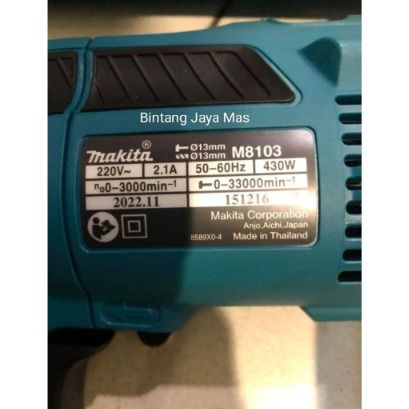 Bintang Jaya Mas
makita® Ø13mm M8103
Ø13mm
220V~ 2.1A 50-60Hz 430W
n₀0-3000min⁻¹ 0-33000min⁻¹
2022.11 151216
Makita Corporation
Anjo,Aichi,Japan
8589X0-4 Made in Thailand